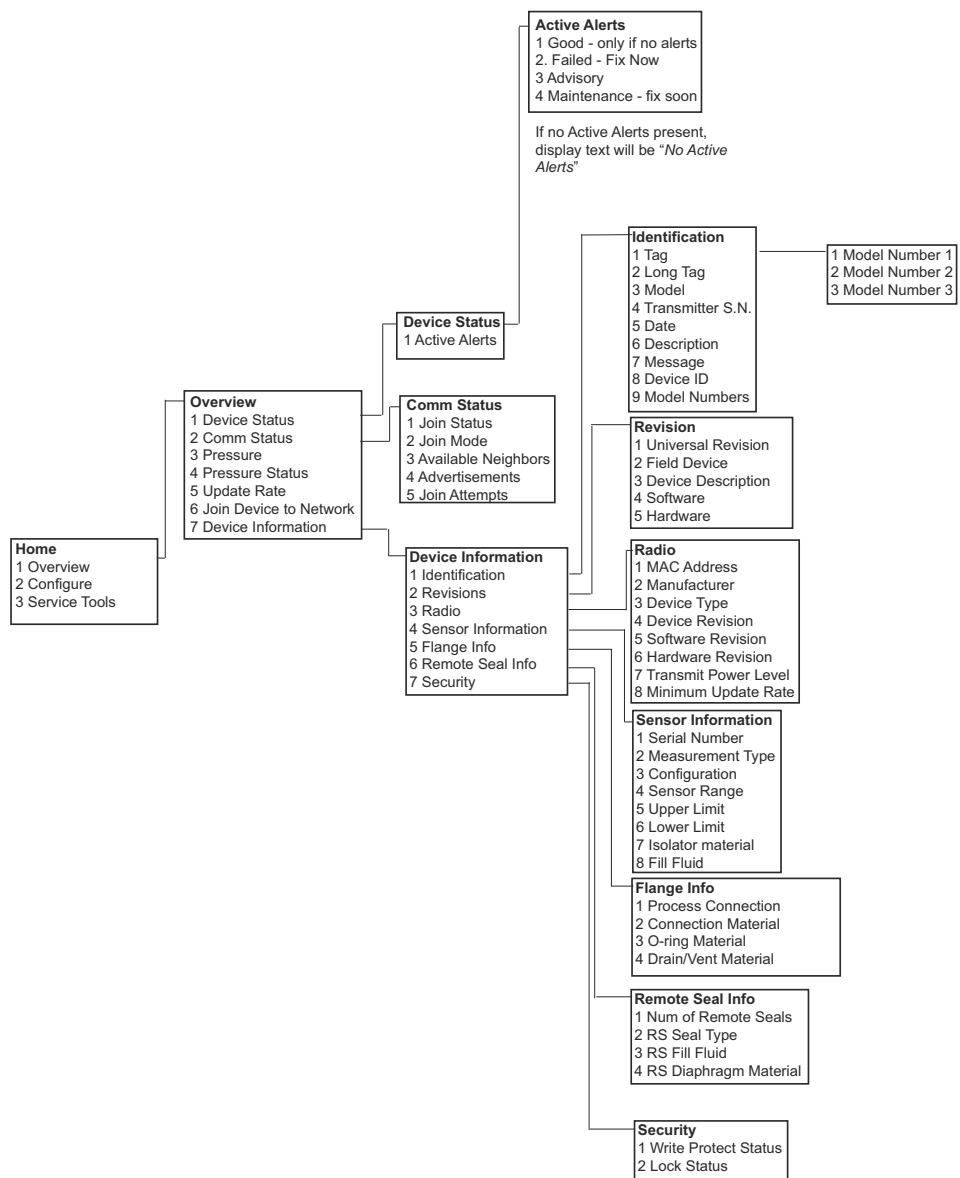 Active Alerts
1 Good - only if no alerts
2. Failed - Fix Now
3 Advisory
4 Maintenance - fix soon
If no Active Alerts present,
display text will be “No Active
Alerts”
Identification
1 Tag
2 Long Tag
3 Model
4 Transmitter S.N.
5 Date
6 Description
7 Message
8 Device ID
9 Model Numbers
1 Model Number 1
2 Model Number 2
3 Model Number 3
Device Status
1 Active Alerts
Overview
1 Device Status
2 Comm Status
3 Pressure
4 Pressure Status
5 Update Rate
6 Join Device to Network
7 Device Information
Comm Status
1 Join Status
2 Join Mode
3 Available Neighbors
4 Advertisements
5 Join Attempts
Revision
1 Universal Revision
2 Field Device
3 Device Description
4 Software
5 Hardware
Home
1 Overview
2 Configure
3 Service Tools
Device Information
1 Identification
2 Revisions
3 Radio
4 Sensor Information
5 Flange Info
6 Remote Seal Info
7 Security
Radio
1 MAC Address
2 Manufacturer
3 Device Type
4 Device Revision
5 Software Revision
6 Hardware Revision
7 Transmit Power Level
8 Minimum Update Rate
Sensor Information
1 Serial Number
2 Measurement Type
3 Configuration
4 Sensor Range
5 Upper Limit
6 Lower Limit
7 Isolator material
8 Fill Fluid
Flange Info
1 Process Connection
2 Connection Material
3 O-ring Material
4 Drain/Vent Material
Remote Seal Info
1 Num of Remote Seals
2 RS Seal Type
3 RS Fill Fluid
4 RS Diaphragm Material
Security
1 Write Protect Status
2 Lock Status